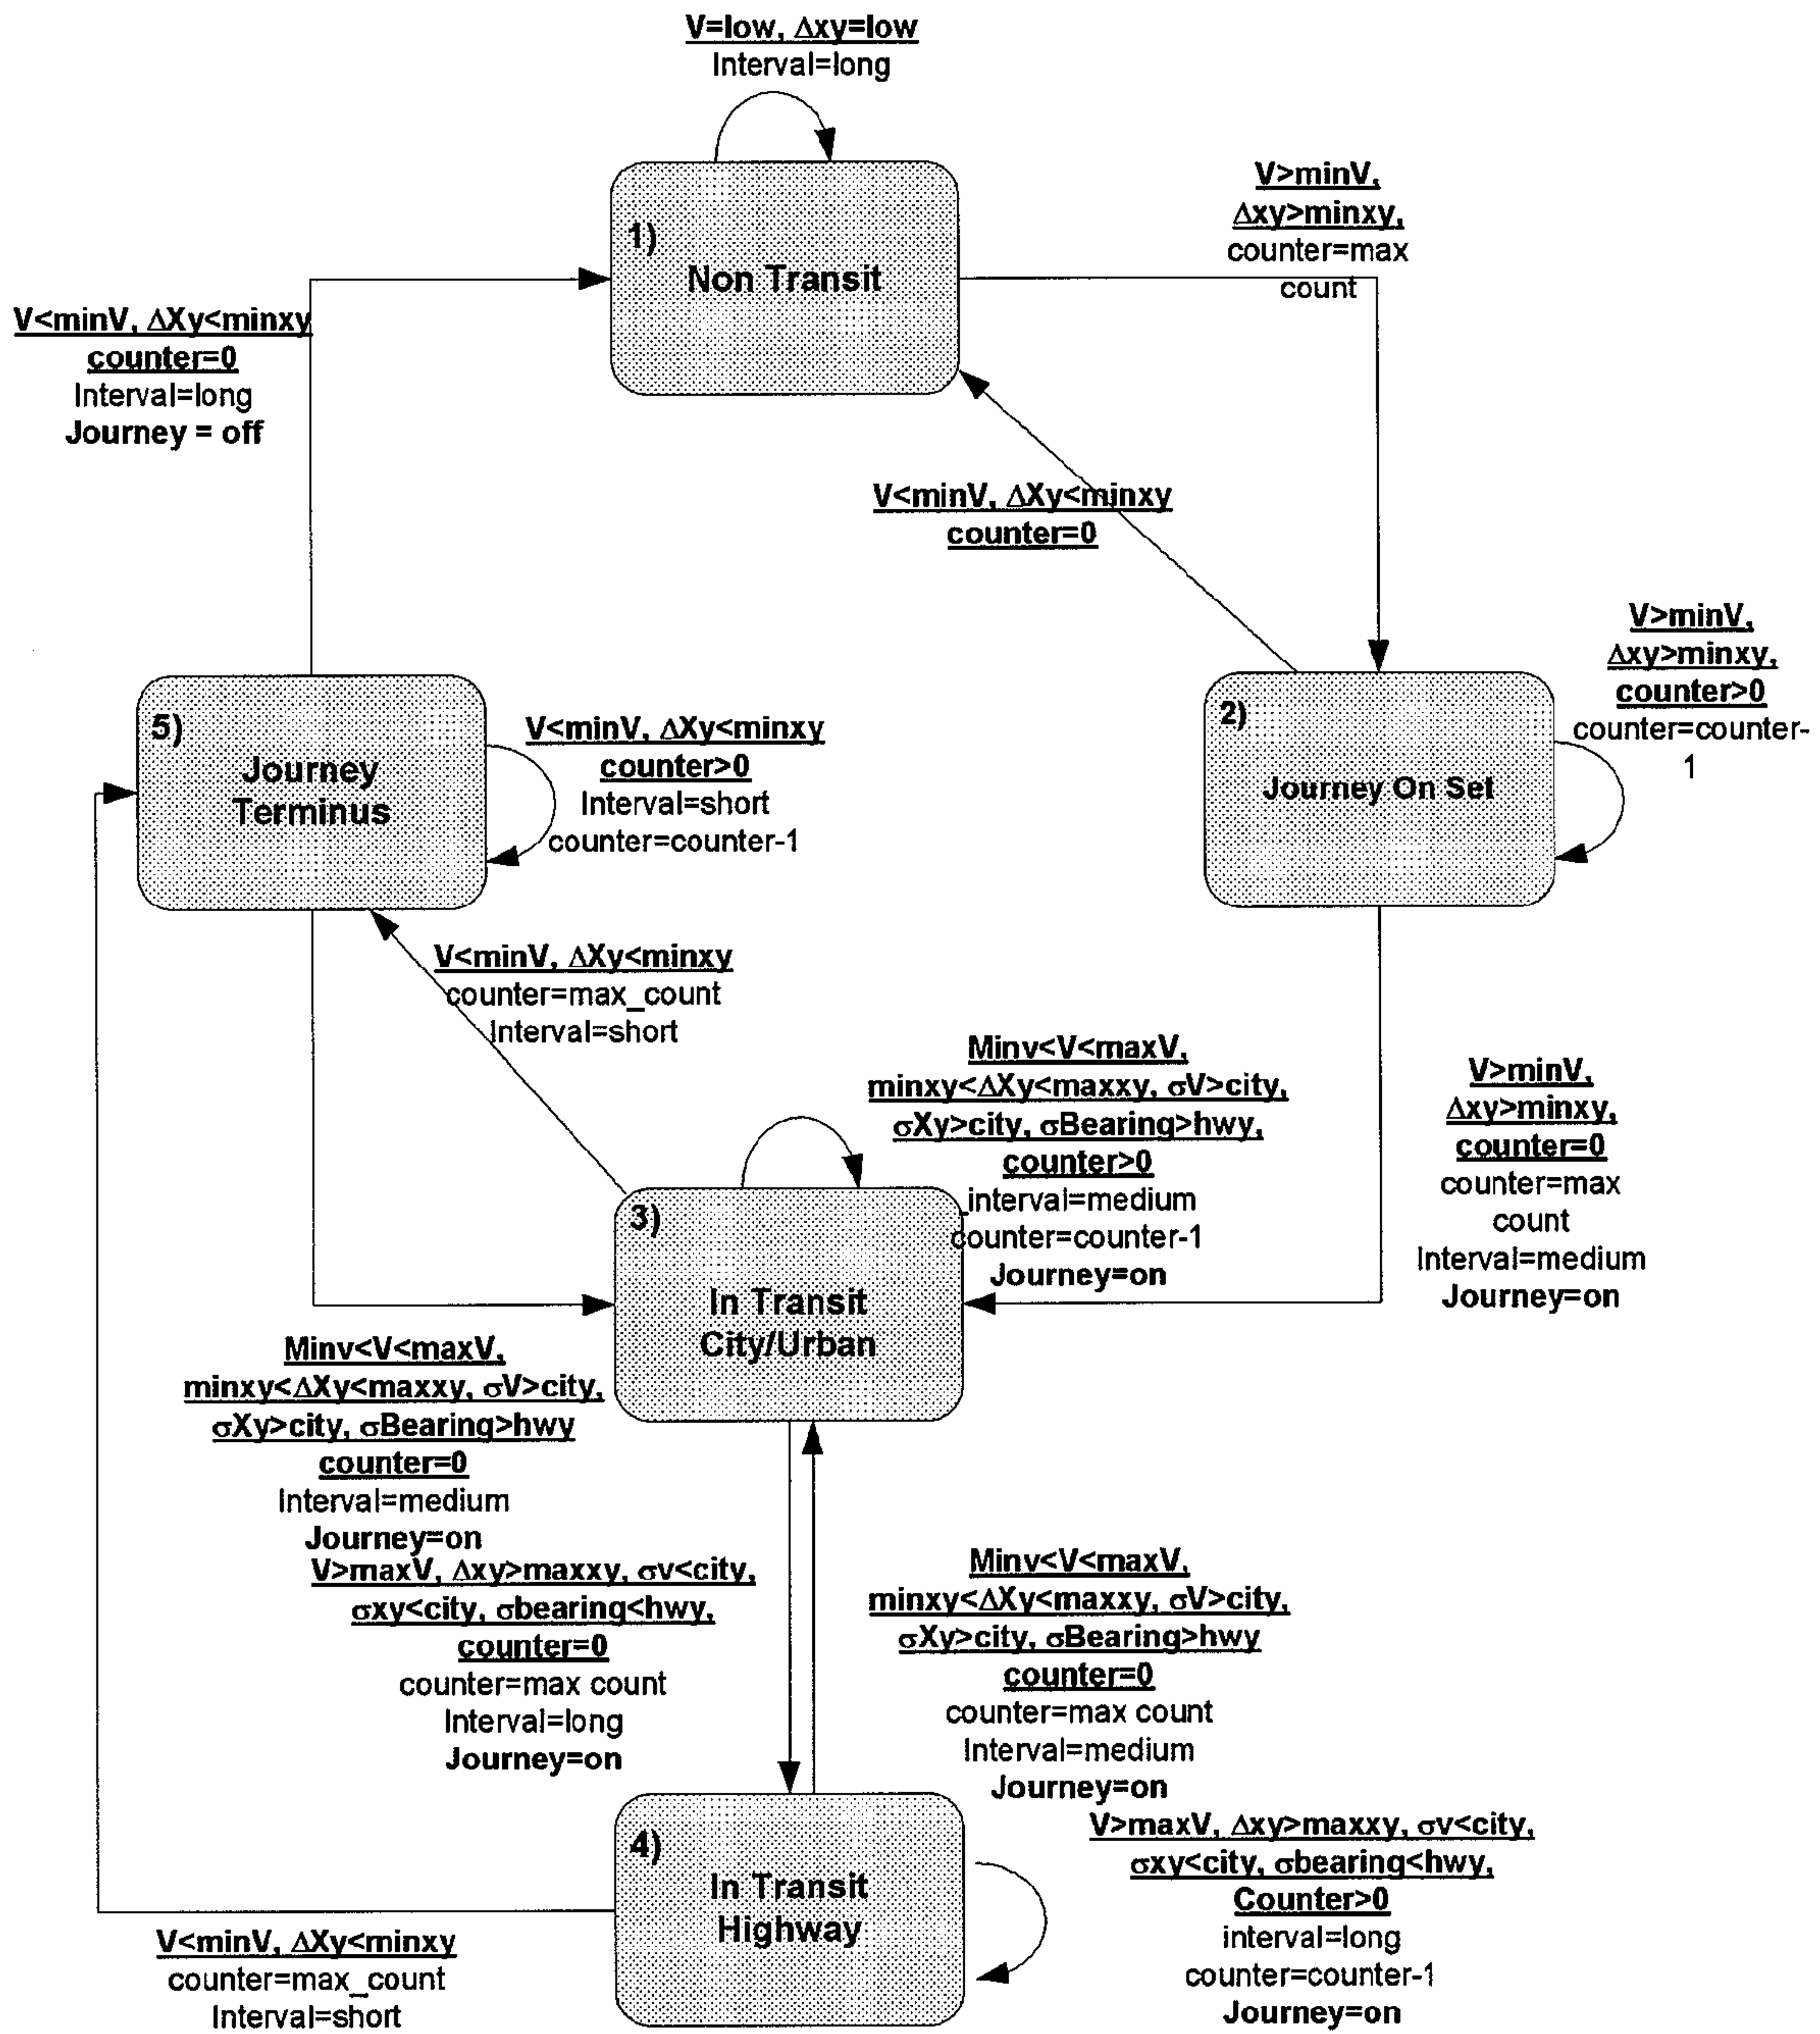 V=low, Δxy=low
Interval=long
1)
Non Transit
V>minV,
Δxy>minxy,
counter=max
count
V<minV, ΔXy<minxy
counter=0
Interval=long
Journey = off
V<minV, ΔXy<minxy
counter=0
V>minV,
Δxy>minxy,
counter>0
counter=counter-
1
5)
Journey
Terminus
V<minV, ΔXy<minxy
counter>0
Interval=short
counter=counter-1
2)
Journey On Set
V<minV, ΔXy<minxy
counter=max_count
Interval=short
Minv<V<maxV,
minxy<ΔXy<maxxy, σV>city,
σXy>city, σBearing>hwy,
counter>0
interval=medium
counter=counter-1
Journey=on
V>minV,
Δxy>minxy,
counter=0
counter=max
count
Interval=medium
Journey=on
3)
In Transit
City/Urban
Minv<V<maxV,
minxy<ΔXy<maxxy, σV>city,
σXy>city, σBearing>hwy
counter=0
Interval=medium
Journey=on
V>maxV, Δxy>maxxy, σv<city,
σxy<city, σbearing<hwy,
counter=0
counter=max count
Interval=long
Journey=on
Minv<V<maxV,
minxy<ΔXy<maxxy, σV>city,
σXy>city, σBearing>hwy
counter=0
counter=max count
Interval=medium
Journey=on
4)
In Transit
Highway
V>maxV, Δxy>maxxy, σv<city,
σxy<city, σbearing<hwy,
Counter>0
interval=long
counter=counter-1
Journey=on
V<minV, ΔXy<minxy
counter=max_count
Interval=short